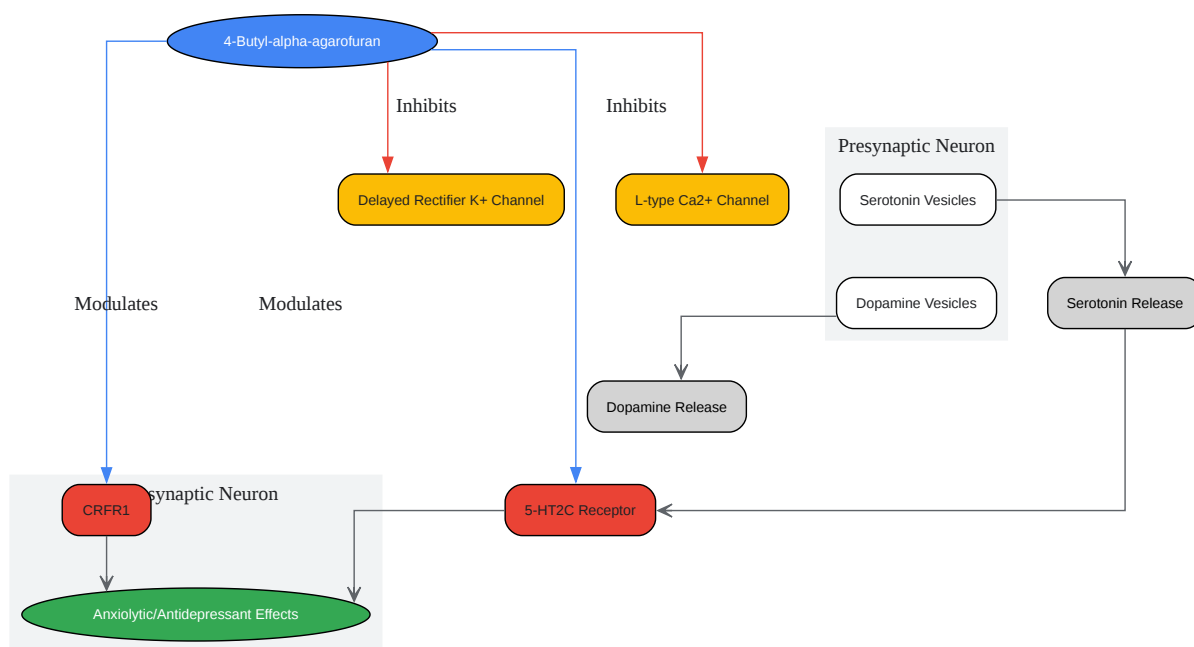 4-Butyl-alpha-agarofuran
Inhibits
Inhibits
Presynaptic Neuron
Delayed Rectifier K+ Channel
L-type Ca2+ Channel
Serotonin Vesicles
Modulates
Modulates
Dopamine Vesicles
Serotonin Release
Dopamine Release
synaptic Neuron
CRFR1
5-HT2C Receptor
Anxiolytic/Antidepressant Effects